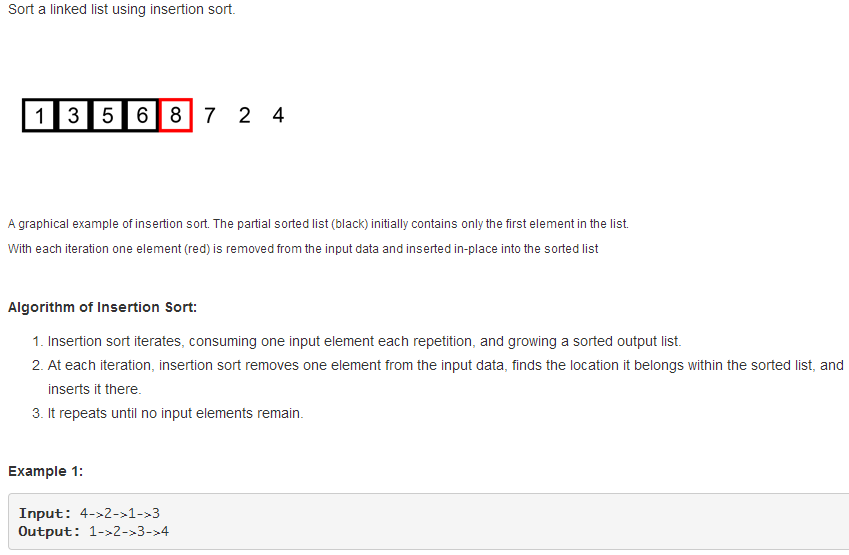 Sort a linked list using insertion sort.
1 3 5 6 8 7 2 4
A graphical example of insertion sort. The partial sorted list (black) initially contains only the first element in the list.
With each iteration one element (red) is removed from the input data and inserted in-place into the sorted list
Algorithm of Insertion Sort:
1. Insertion sort iterates, consuming one input element each repetition, and growing a sorted output list.
2. At each iteration, insertion sort removes one element from the input data, finds the location it belongs within the sorted list, and
inserts it there.
3. It repeats until no input elements remain.
Example 1:
Input: 4->2->1->3
Output: 1->2->3->4